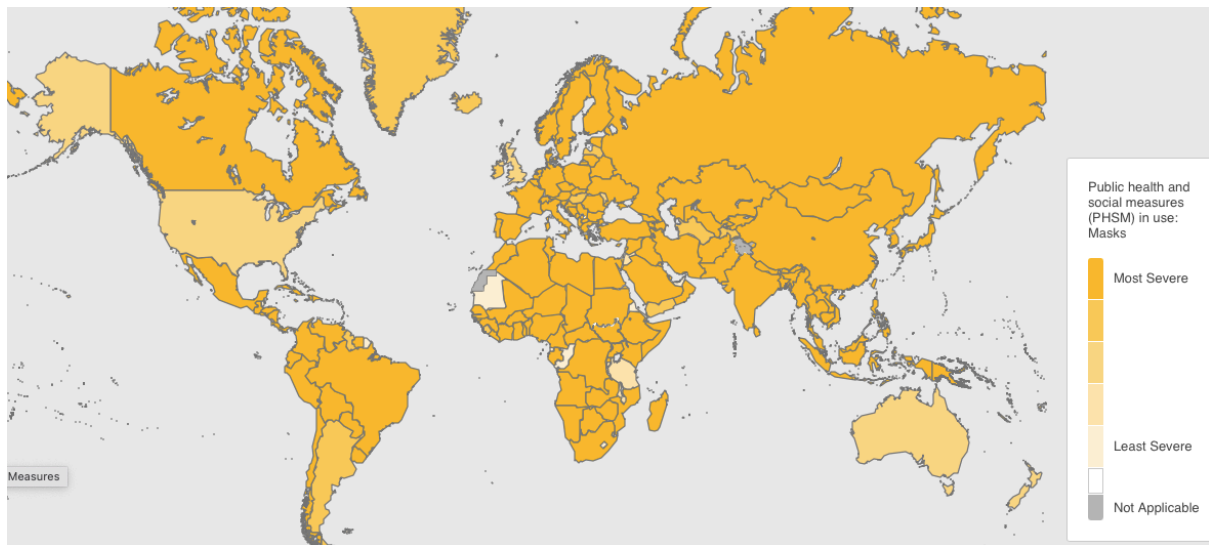 Public health and
social measures
(PHSM) in use:
Masks
Most Severe
Least Severe
Not Applicable
Measures